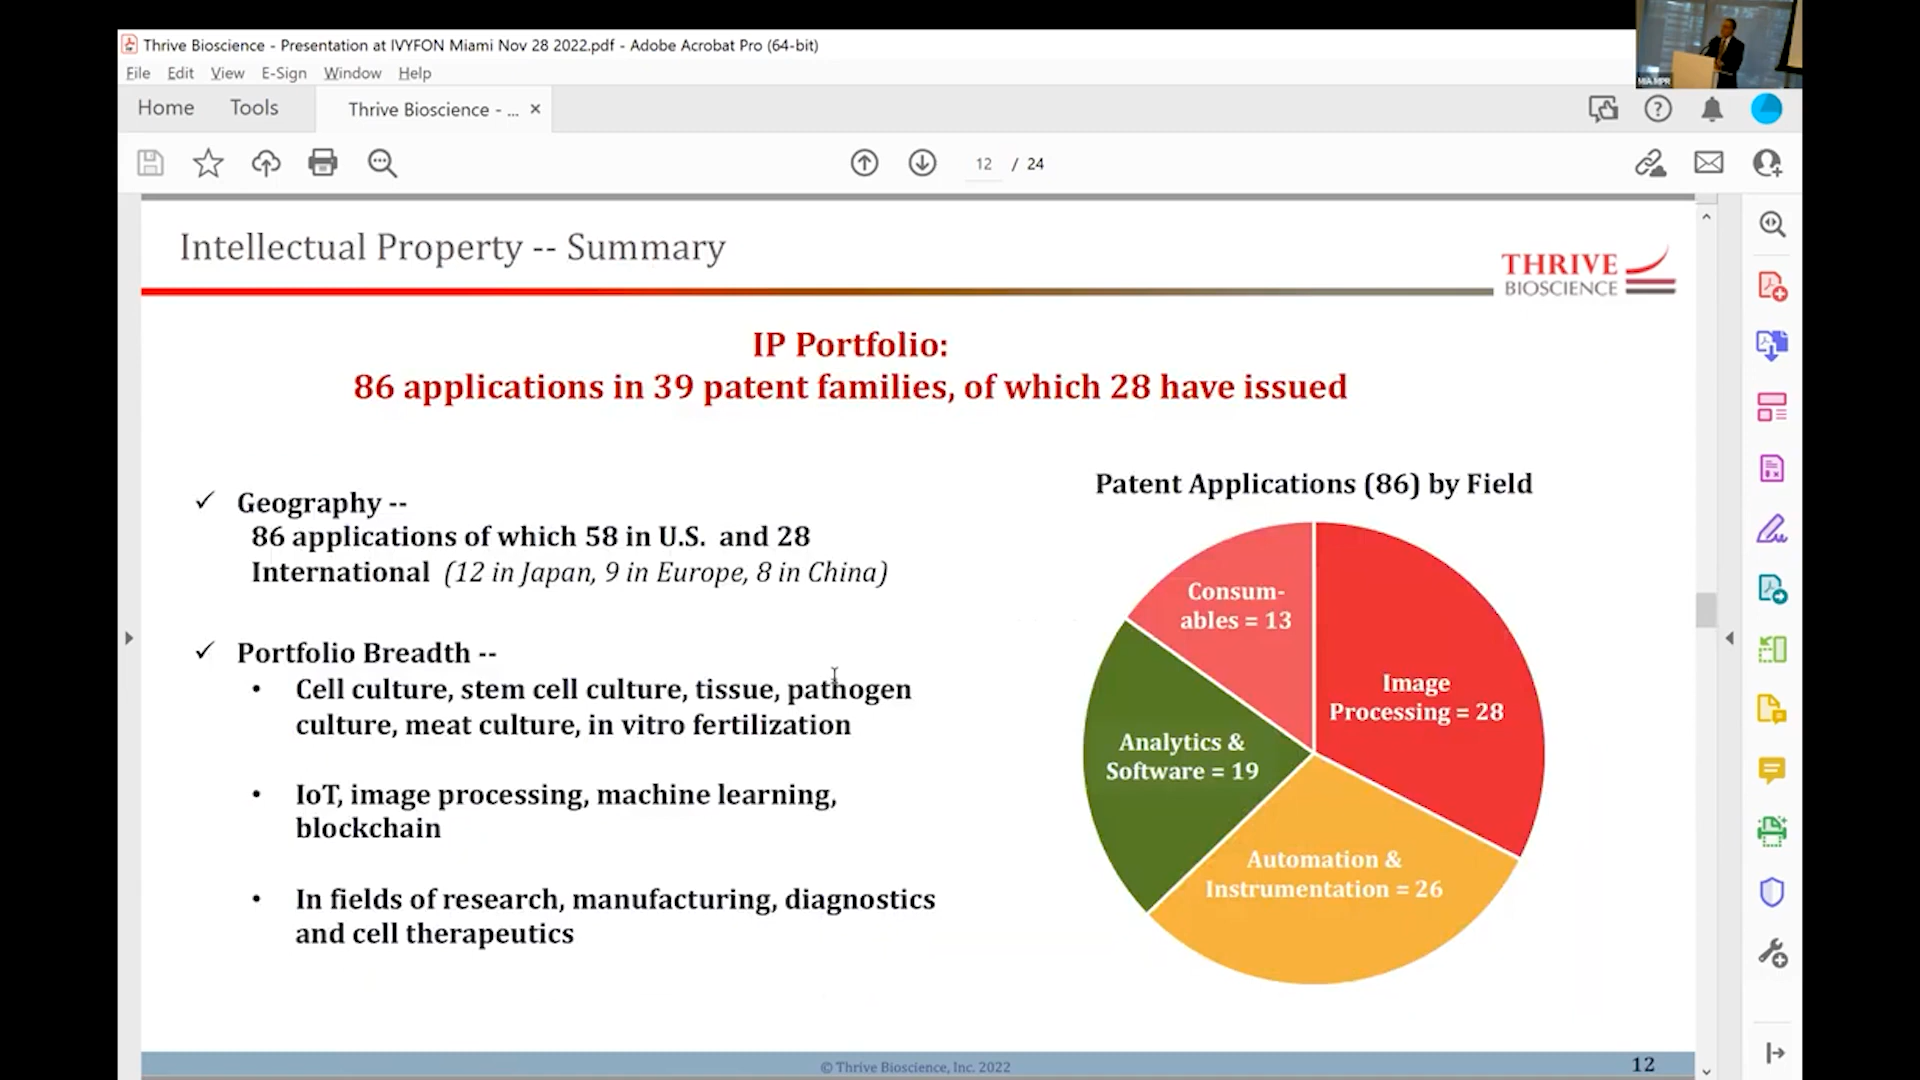 Thrive Bioscience - Presentation at IVYFON Miami Nov 28 2022.pdf - Adobe Acrobat Pro (64-bit)
File Edit View E-Sign Window Help
MIA MPR
Home Tools Thrive Bioscience - ... ×
12 / 24
Intellectual Property -- Summary
THRIVE
BIOSCIENCE
IP Portfolio:
86 applications in 39 patent families, of which 28 have issued
✓ Geography --
86 applications of which 58 in U.S. and 28
International (12 in Japan, 9 in Europe, 8 in China)
✓ Portfolio Breadth --
• Cell culture, stem cell culture, tissue, pathogen
culture, meat culture, in vitro fertilization
• IoT, image processing, machine learning,
blockchain
• In fields of research, manufacturing, diagnostics
and cell therapeutics
Patent Applications (86) by Field
Consum-
ables = 13
Image
Processing = 28
Analytics &
Software = 19
Automation &
Instrumentation = 26
© Thrive Bioscience, Inc. 2022
12